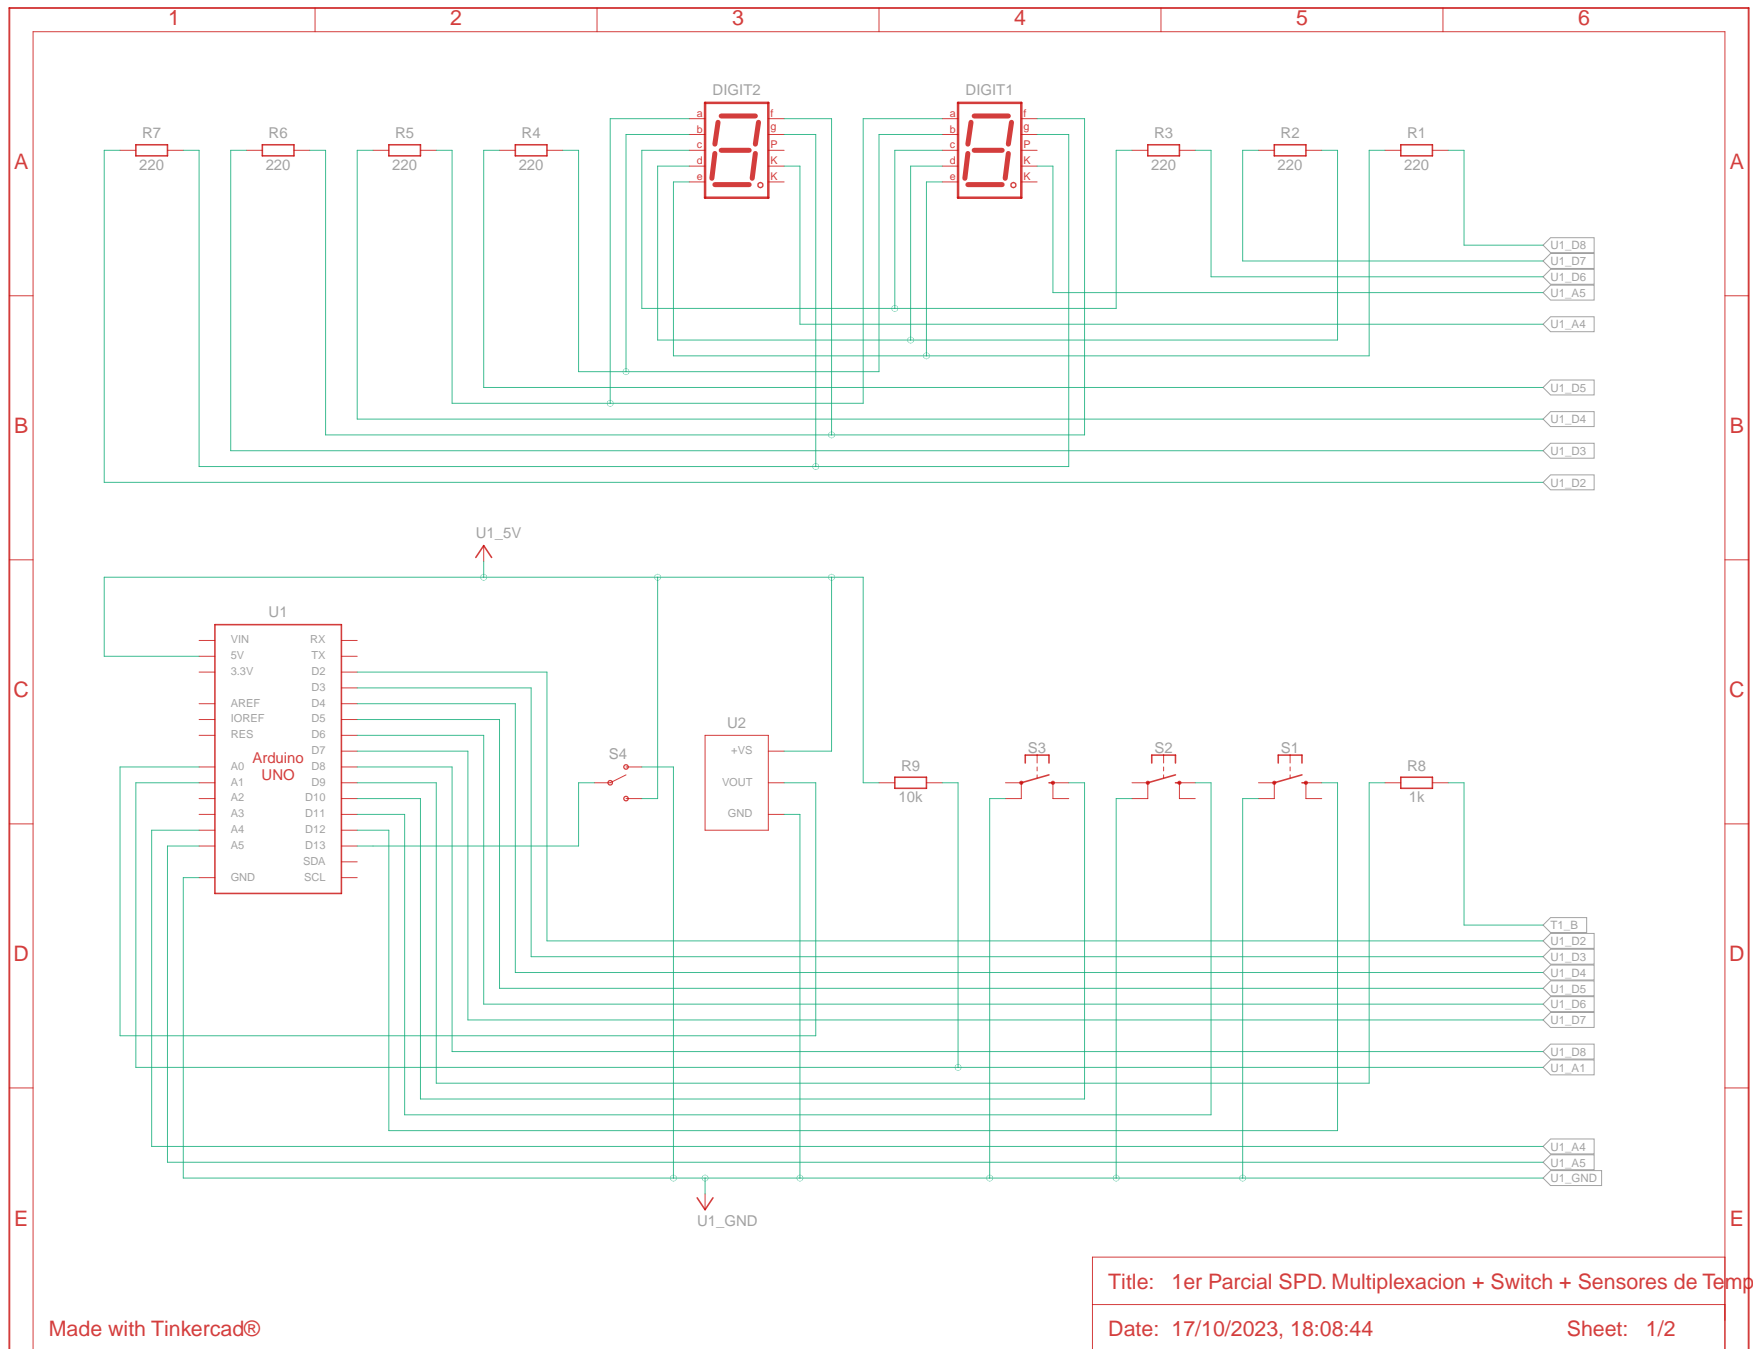 1 2 3 4 5 6
DIGIT2 DIGIT1
a f a f
R7 R6 R5 R4 b g b g R3 R2 R1
A c P c P A
220 220 220 220 d K d K 220 220 220
e K e K
U1_D8
U1_D7
U1_D6
U1_A5
U1_A4
U1_D5
B U1_D4 B
U1_D3
U1_D2
U1_5V
U1
VIN RX
5V TX
3.3V D2
C D3 C
AREF D4
IOREF D5
RES D6
U2
D7 +VS
Arduino
UNO
S4 S3 S2 S1
A0 D8 R9 R8
A1 D9 VOUT
A2 D10 10k 1k
A3 D11 GND
A4 D12
A5 D13
SDA
GND SCL
T1_B
U1_D2
D U1_D3 D
U1_D4
U1_D5
U1_D6
U1_D7
U1_D8
U1_A1
U1_A4
U1_A5
U1_GND
E U1_GND E
Title: 1er Parcial SPD. Multiplexacion + Switch + Sensores de Temp
Made with Tinkercad® Date: 17/10/2023, 18:08:44 Sheet: 1/2